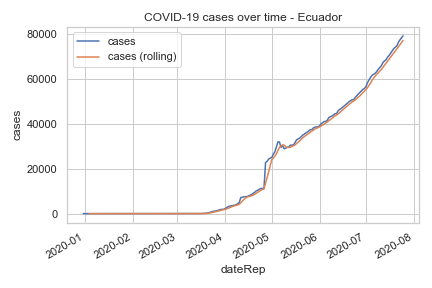 COVID-19 cases over time - Ecuador
cases
cases (rolling)
80000
60000
40000
20000
0
cases
2020-01
2020-02
2020-03
2020-04
2020-05
2020-06
2020-07
2020-08
dateRep